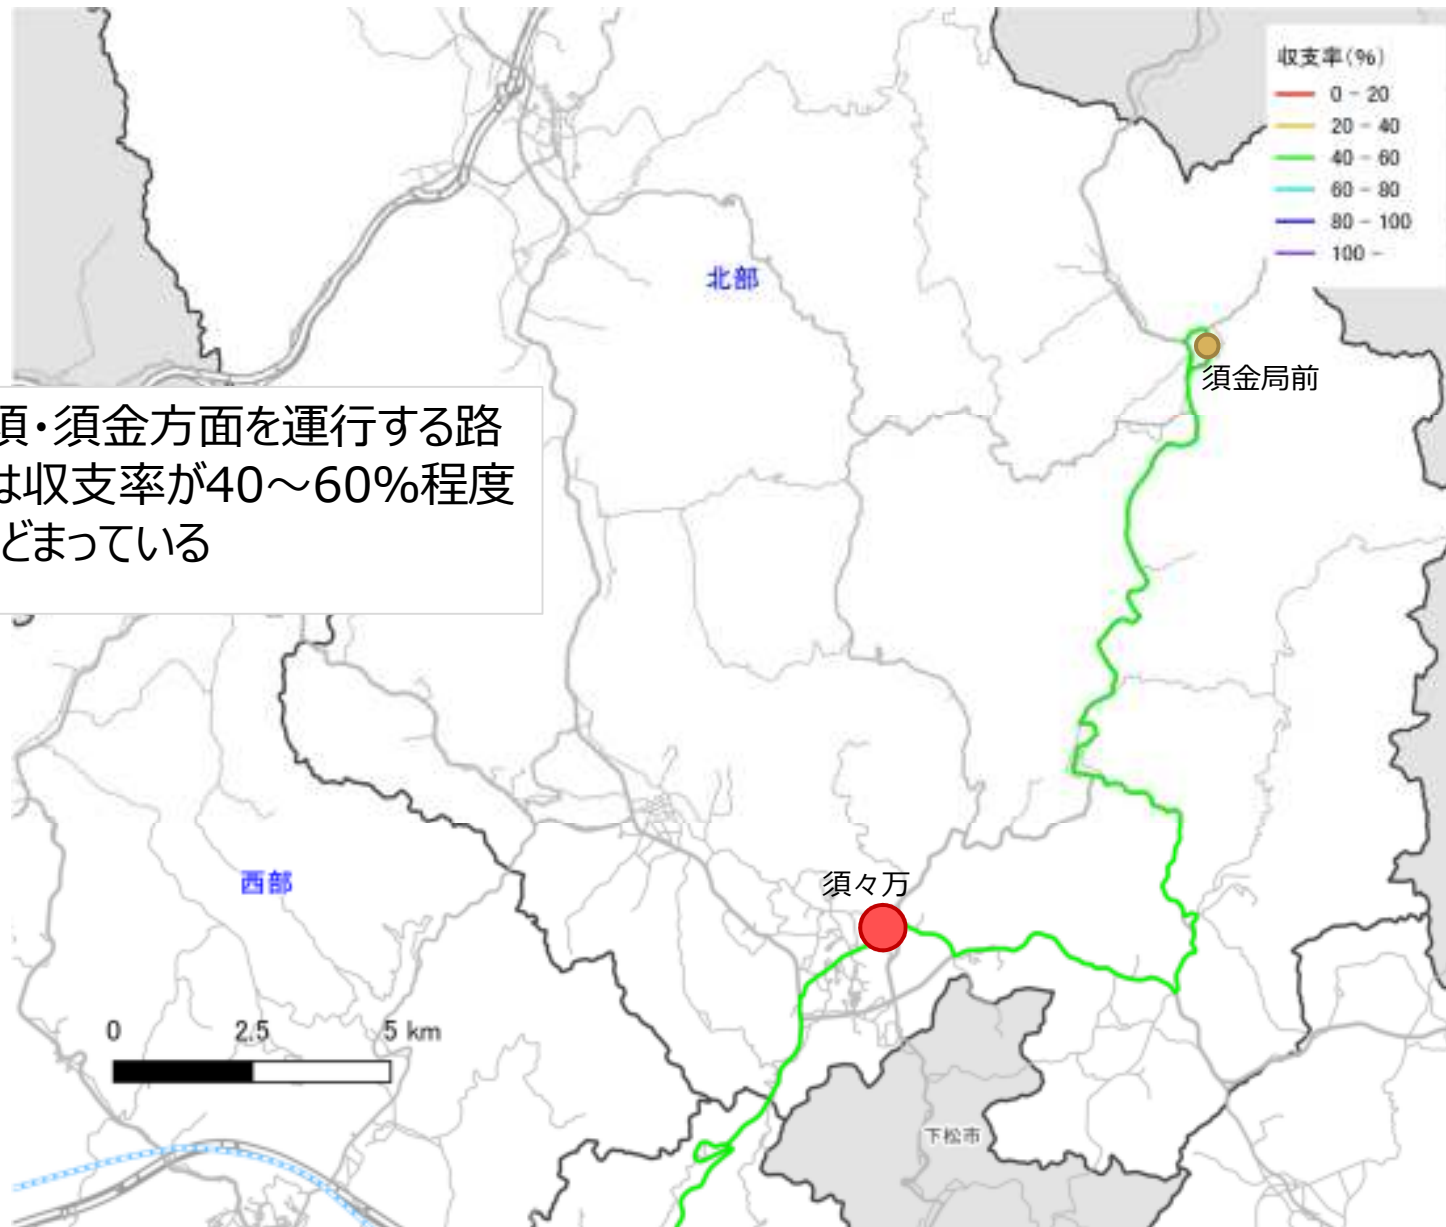 収支率(%)
0 - 20
20 - 40
40 - 60
60 - 80
80 - 100
100 -
北部
須金局前
須・須金方面を運行する路
は収支率が40～60%程度
どまっている
西部
須々万
0 2.5 5 km
下松市